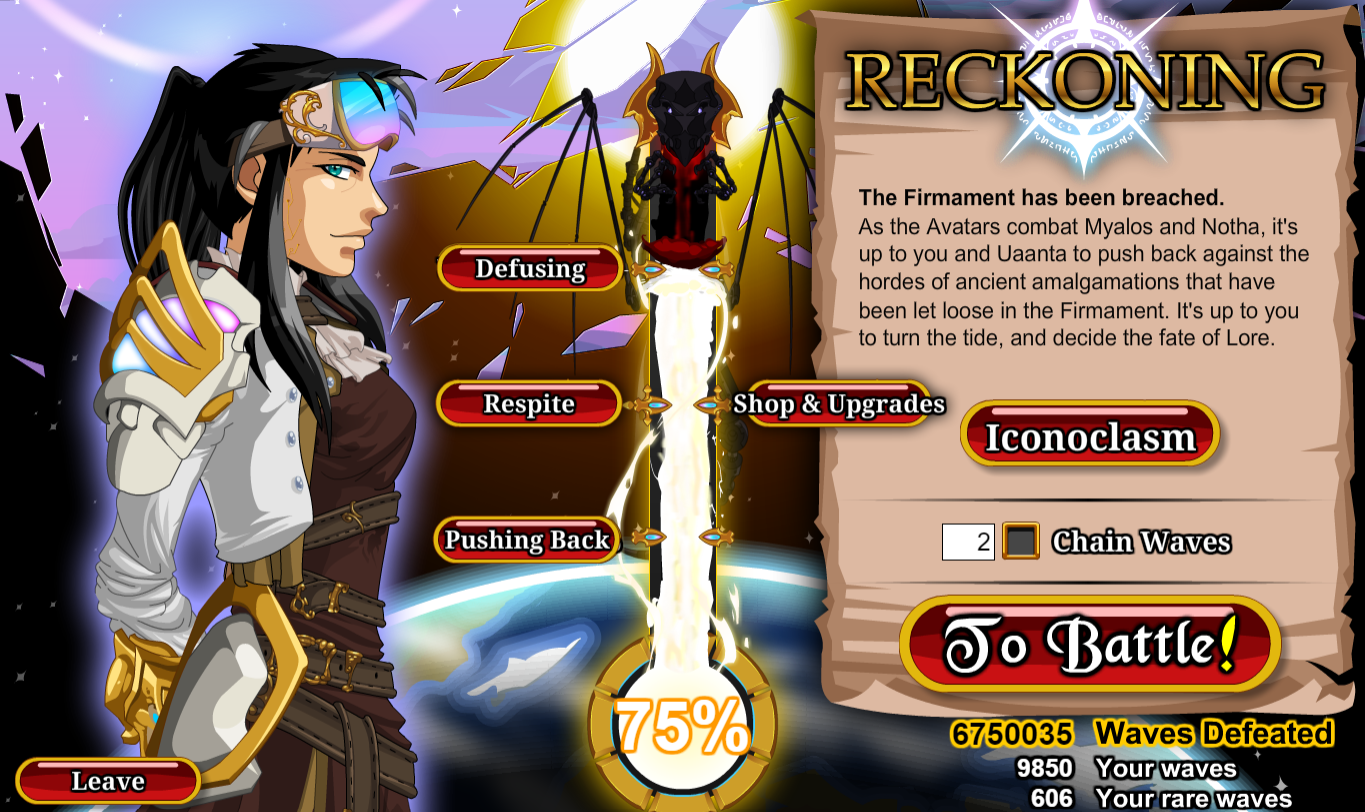 RECKONING
The Firmament has been breached.
As the Avatars combat Myalos and Notha, it's
up to you and Uaanta to push back against the
hordes of ancient amalgamations that have
been let loose in the Firmament. It's up to you
to turn the tide, and decide the fate of Lore.
Defusing
Respite
Shop & Upgrades
Iconoclasm
Pushing Back
2 Chain Waves
To Battle!
75%
6750035 Waves Defeated
9850 Your waves
606 Your rare waves
Leave